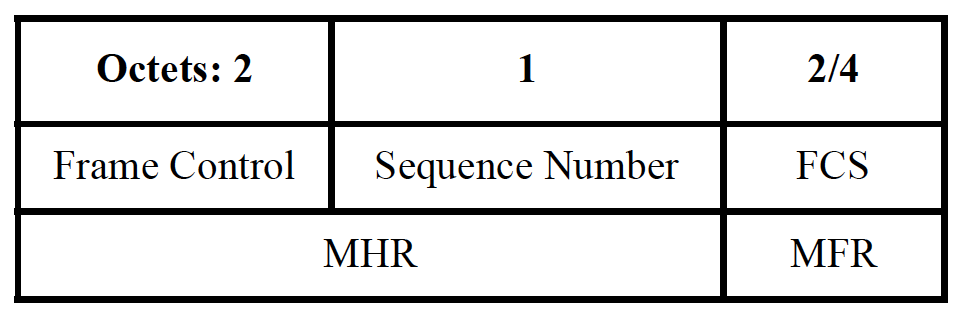 Octets: 2 1 2/4
Frame Control Sequence Number FCS
MHR MFR